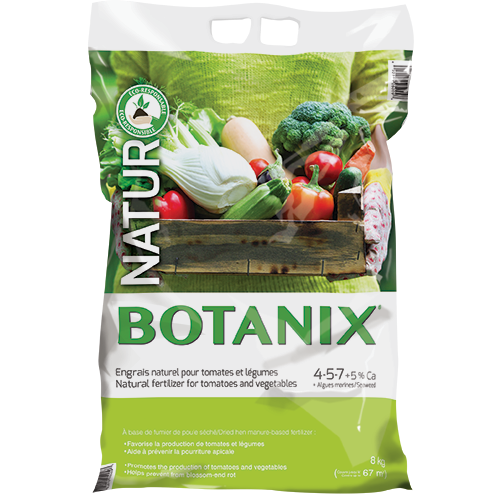 NATURO
ECO-RESPONSABLE
ECO-RESPONSIBLE
BOTANIX
Engrais naturel pour tomates et légumes
Natural fertilizer for tomatoes and vegetables
4-5-7 +5% Ca
+ Algues marines/Seaweed
À base de fumier de poule séché/Dried hen manure-based fertilizer :
• Favorise la production de tomates et légumes
• Aide à prévenir la pourriture apicale
• Promotes the production of tomatoes and vegetables
• Helps prevent from blossom-end rot
8 kg
67 m²